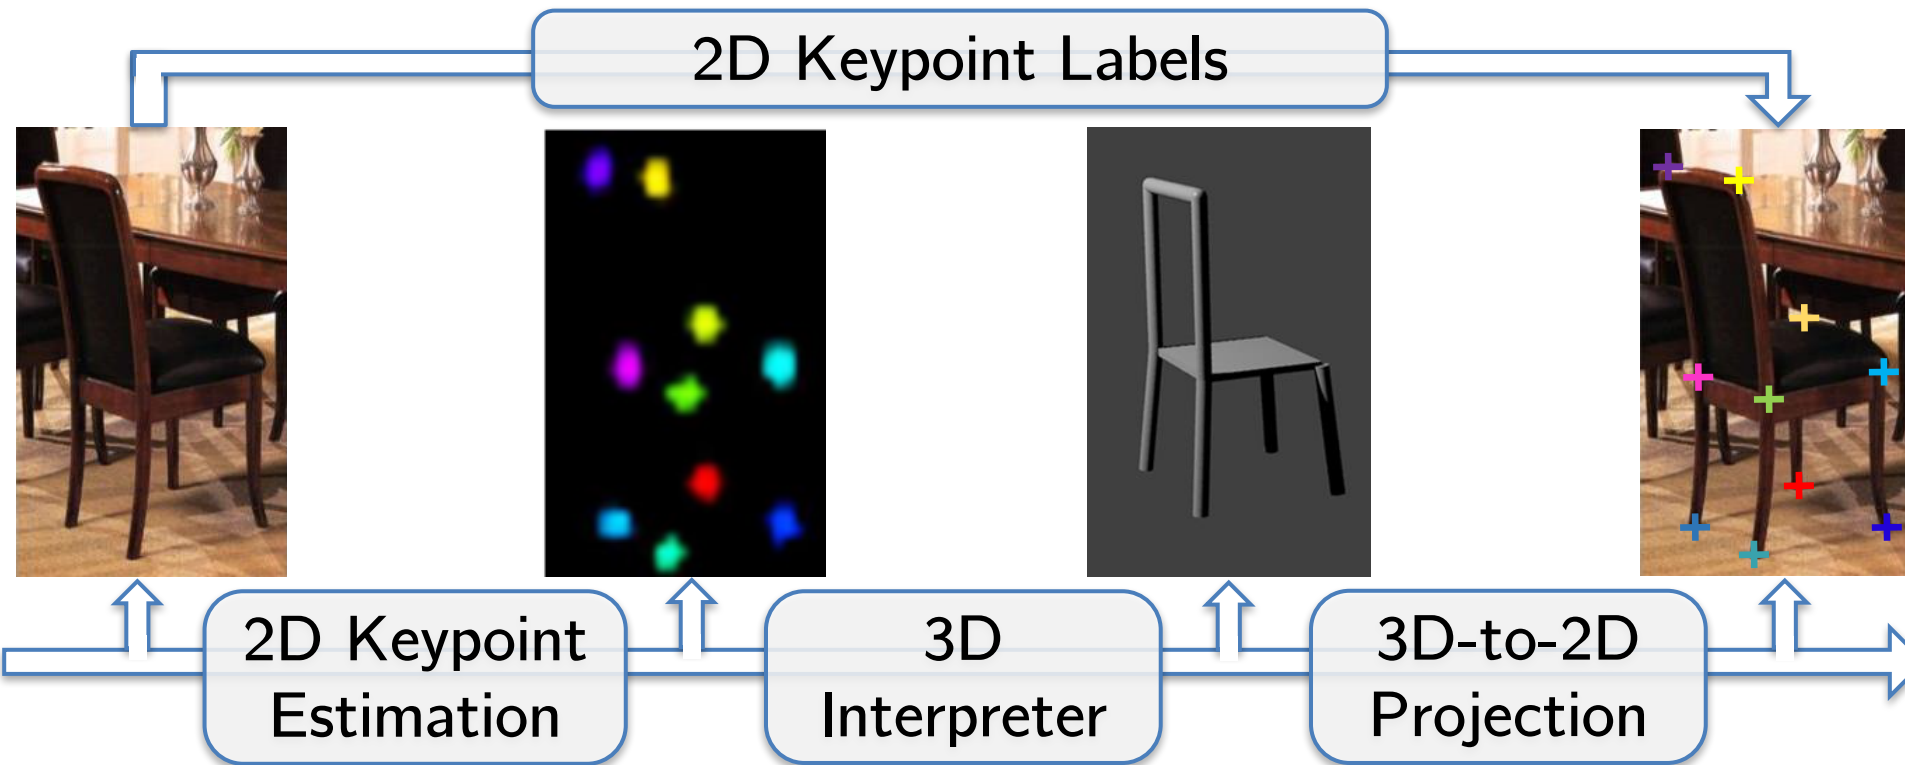 2D Keypoint Labels
2D Keypoint
Estimation
3D
Interpreter
3D-to-2D
Projection